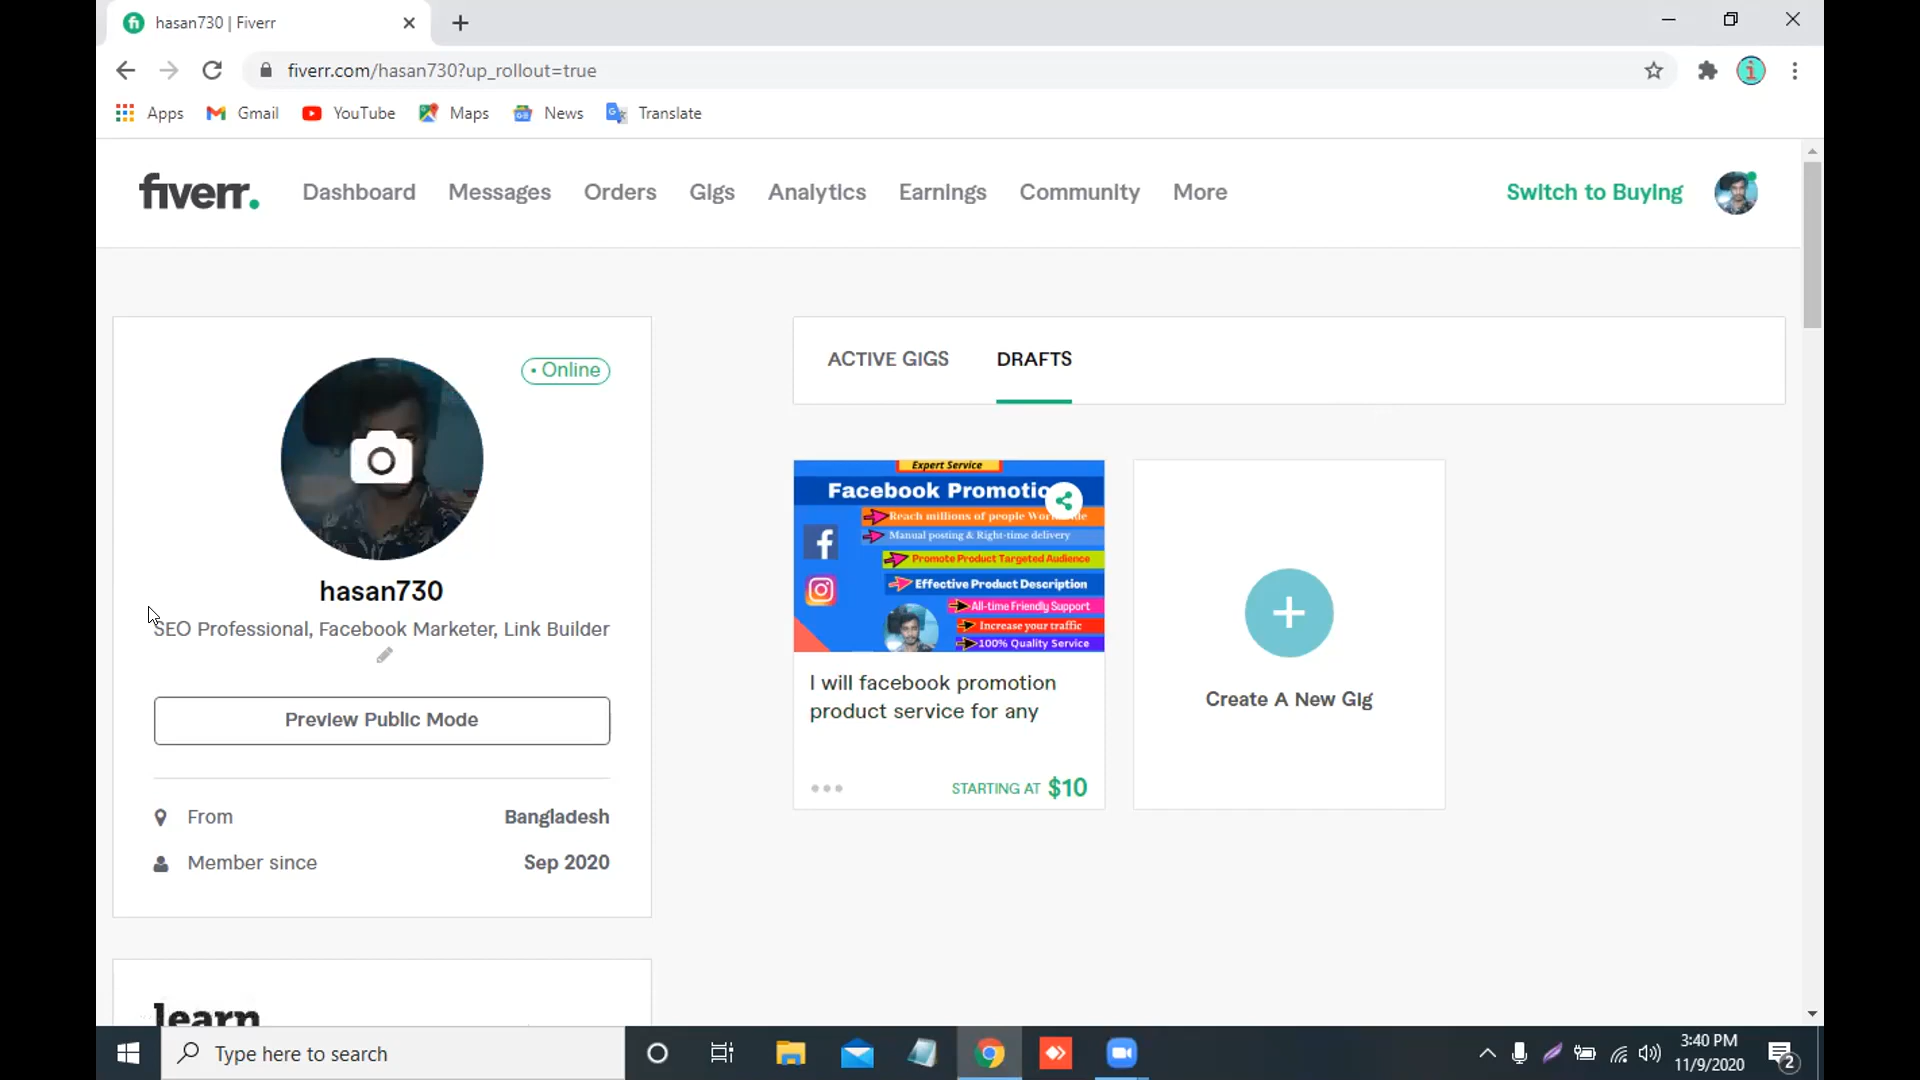 hasan730 | Fiverr
fiverr.com/hasan730?up_rollout=true
Apps Gmail YouTube Maps News Translate
fiverr. Dashboard Messages Orders Gigs Analytics Earnings Community More Switch to Buying
• Online
hasan730
SEO Professional, Facebook Marketer, Link Builder
Preview Public Mode
From Bangladesh
Member since Sep 2020
learn
ACTIVE GIGS DRAFTS
Expert Service
Facebook Promotio
Reach millions of people
Manual posting & Right-time delivery
Promote Product Targeted Audience
Effective Product Description
All-time Friendly Support
Increase your traffic
100% Quality Service
I will facebook promotion
product service for any
STARTING AT $10
Create A New Gig
Type here to search
3:40 PM
11/9/2020
2